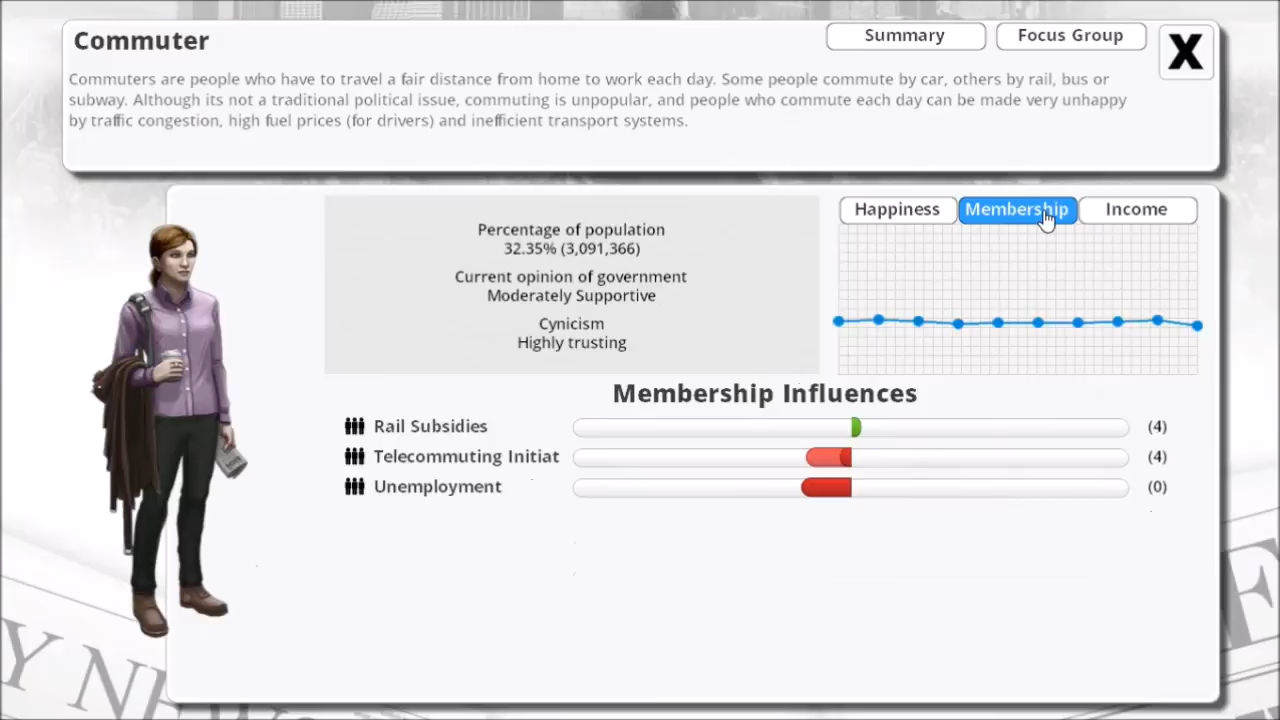 Commuter
Summary
Focus Group
X
Commuters are people who have to travel a fair distance from home to work each day. Some people commute by car, others by rail, bus or
subway. Although its not a traditional political issue, commuting is unpopular, and people who commute each day can be made very unhappy
by traffic congestion, high fuel prices (for drivers) and inefficient transport systems.
Percentage of population
32.35% (3,091,366)
Current opinion of government
Moderately Supportive
Cynicism
Highly trusting
Happiness
Membership
Income
Membership Influences
Rail Subsidies (4)
Telecommuting Initiat (4)
Unemployment (0)
Y NEW
E